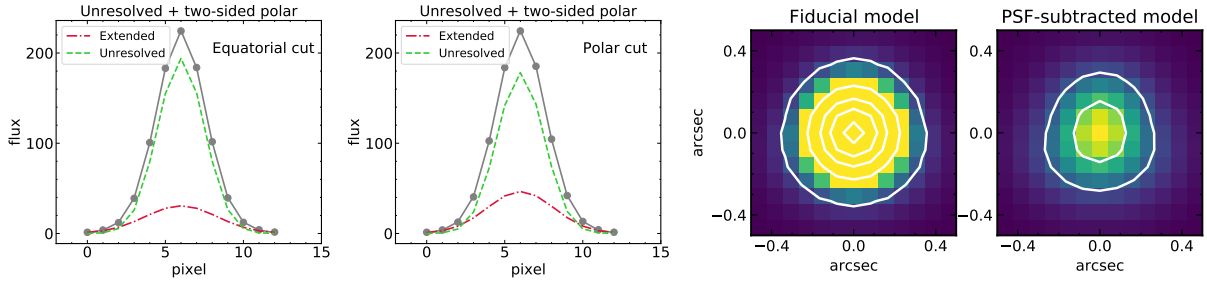 Unresolved + two-sided polar
Extended
Unresolved
Equatorial cut
200
100
0
flux
0 5 10 15
pixel
Unresolved + two-sided polar
Extended
Unresolved
Polar cut
200
100
0
flux
0 5 10 15
pixel
Fiducial model
0.4
0.0
−0.4
arcsec
−0.4 0.0 0.4
arcsec
PSF-subtracted model
0.4
0.0
−0.4
−0.4 0.0 0.4
arcsec